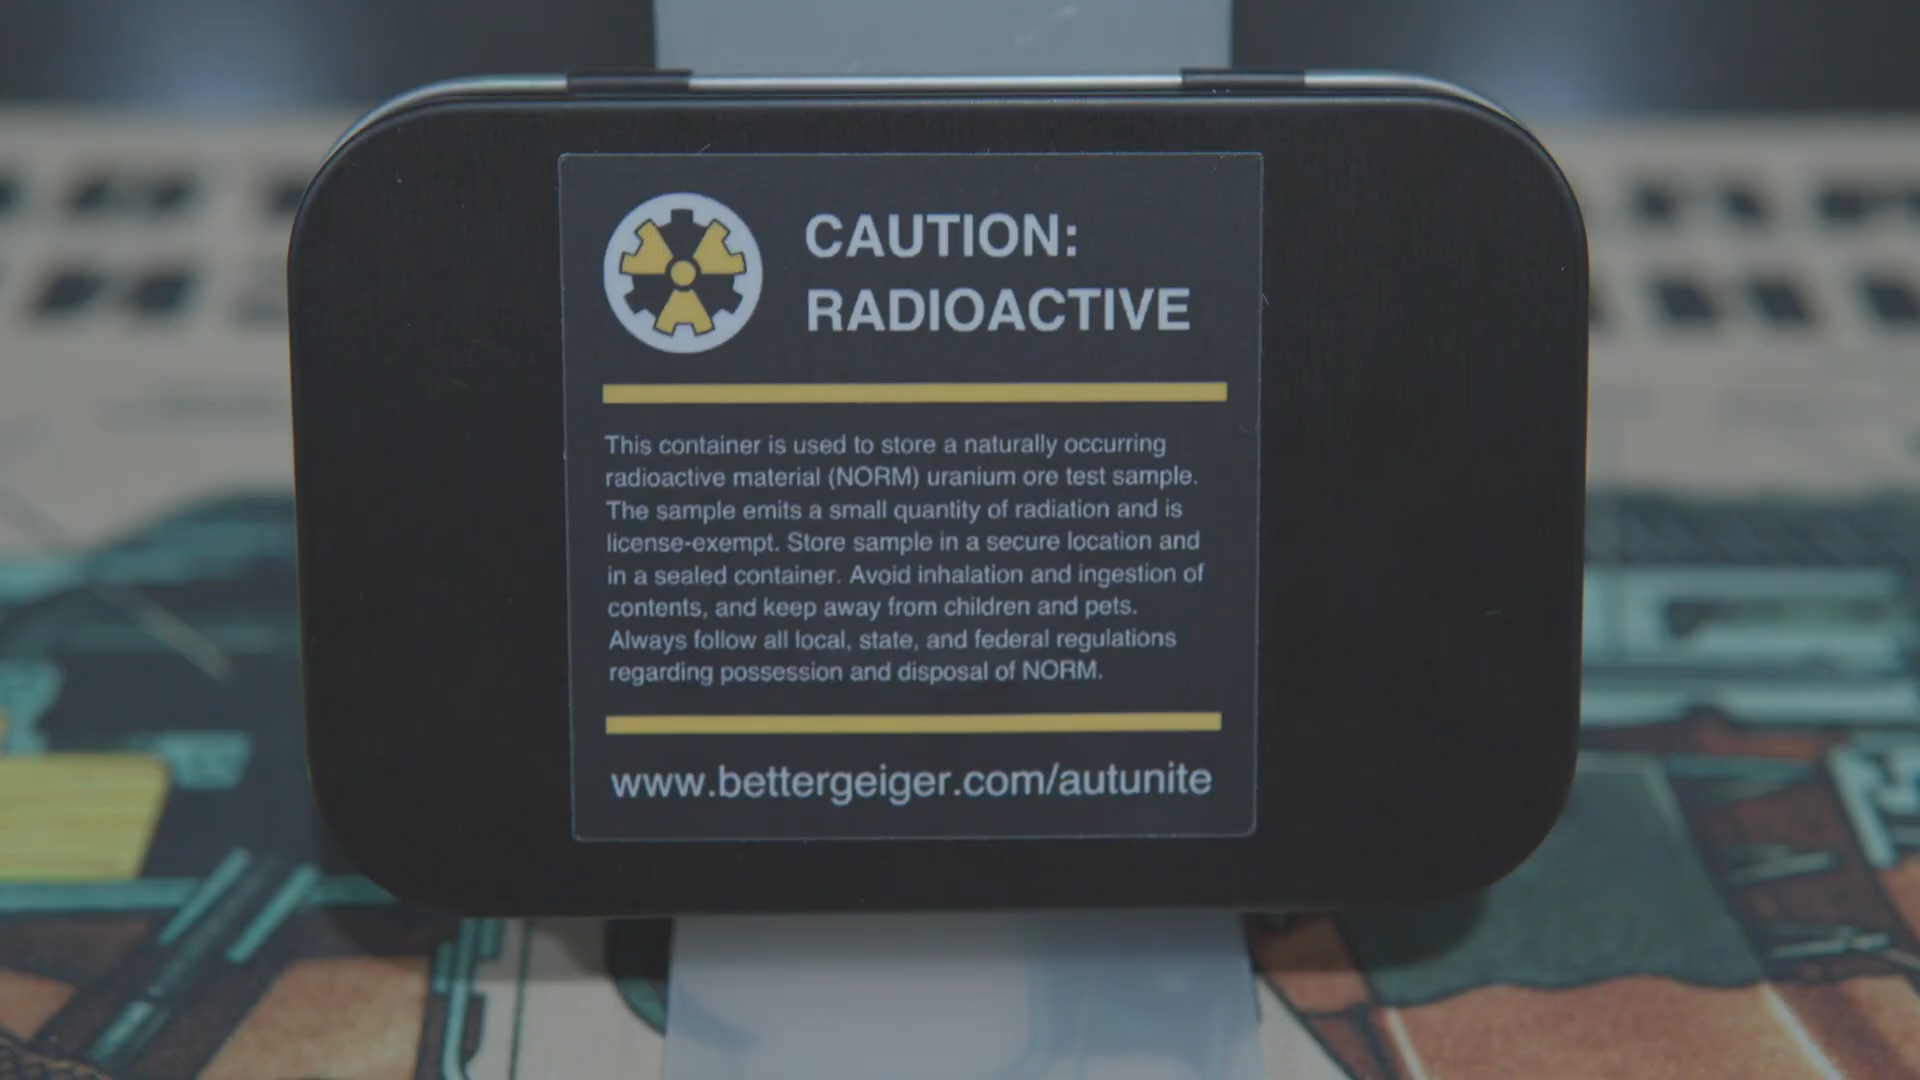 CAUTION:
RADIOACTIVE
This container is used to store a naturally occurring
radioactive material (NORM) uranium ore test sample.
The sample emits a small quantity of radiation and is
license-exempt. Store sample in a secure location and
in a sealed container. Avoid inhalation and ingestion of
contents, and keep away from children and pets.
Always follow all local, state, and federal regulations
regarding possession and disposal of NORM.
www.bettergeiger.com/autunite